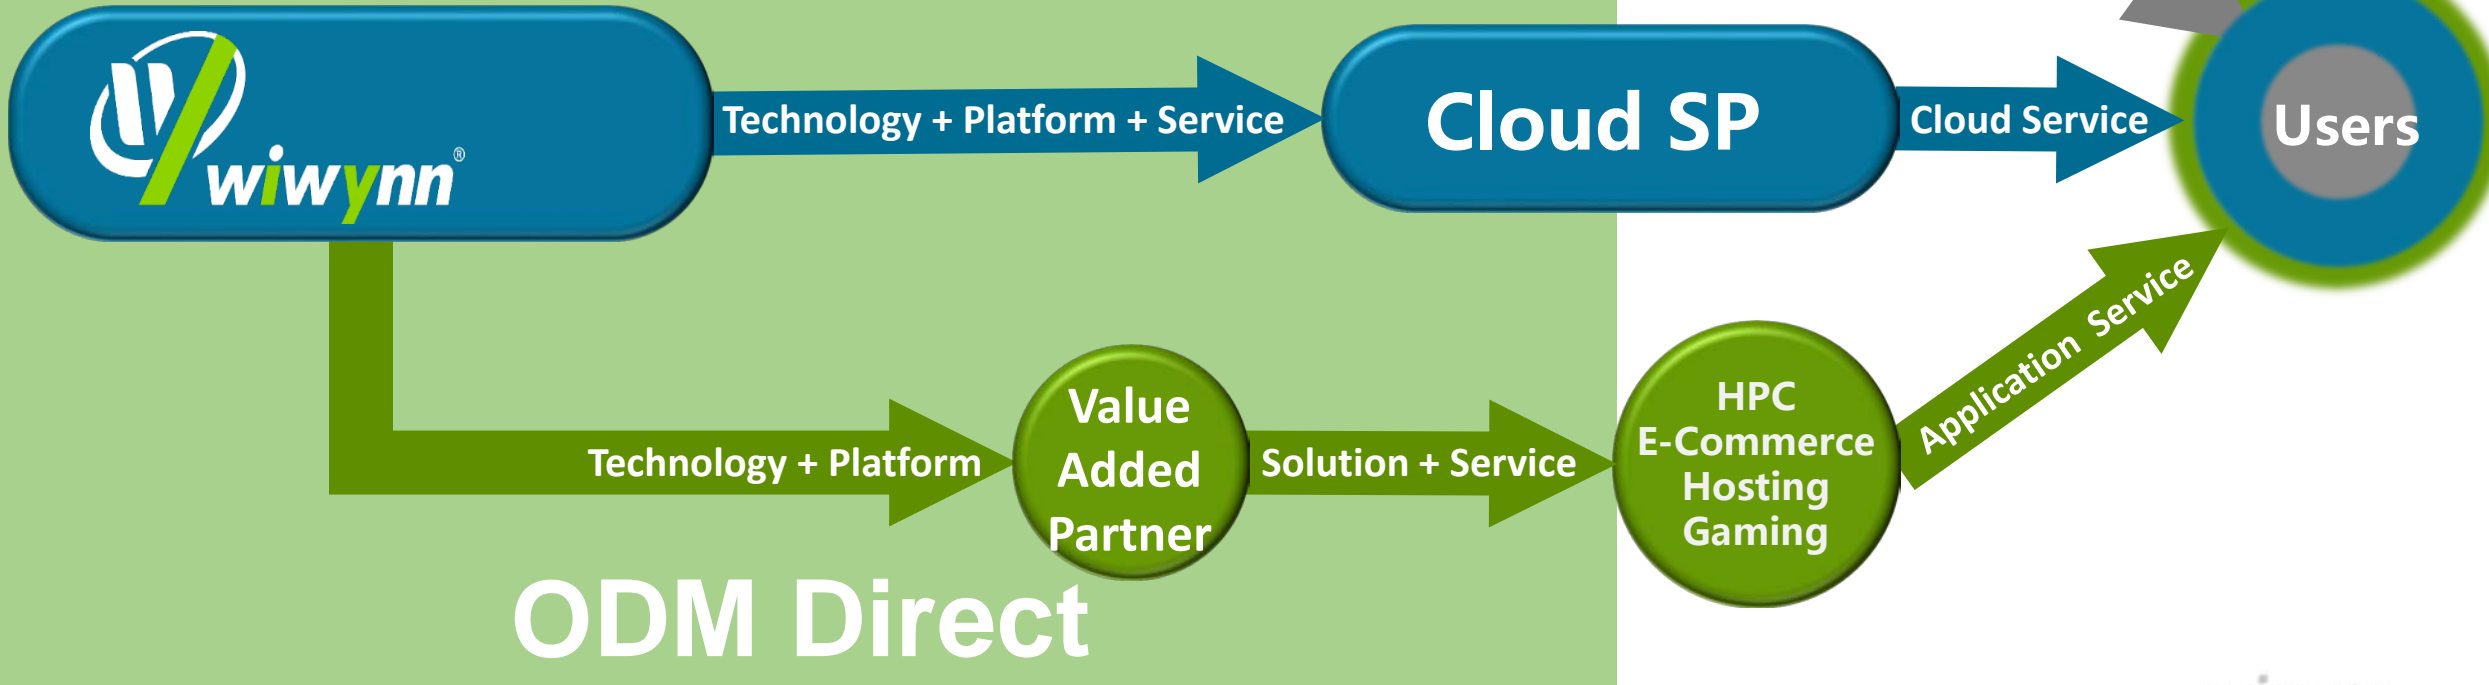 wiwynn®
Technology + Platform + Service
Cloud SP
Cloud Service
Users
Technology + Platform
Value
Added
Partner
Solution + Service
HPC
E-Commerce
Hosting
Gaming
Application Service
ODM Direct